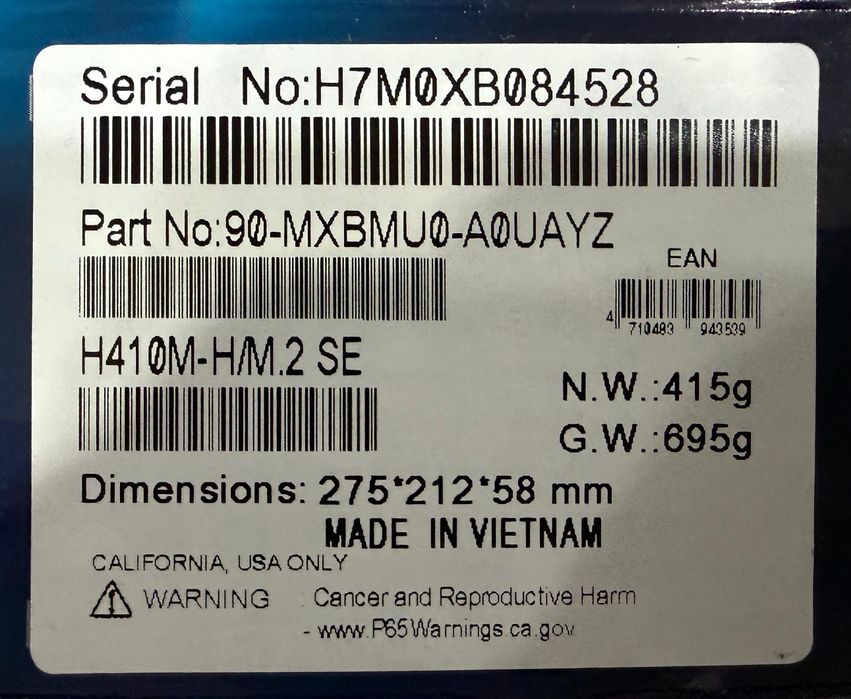 Serial No:H7M0XB084528
Part No:90-MXBMU0-A0UAYZ
EAN
4 710483 943539
H410M-H/M.2 SE
N.W.:415g
G.W.:695g
Dimensions: 275*212*58 mm
MADE IN VIETNAM
CALIFORNIA, USA ONLY
WARNING Cancer and Reproductive Harm
- www.P65Warnings.ca.gov